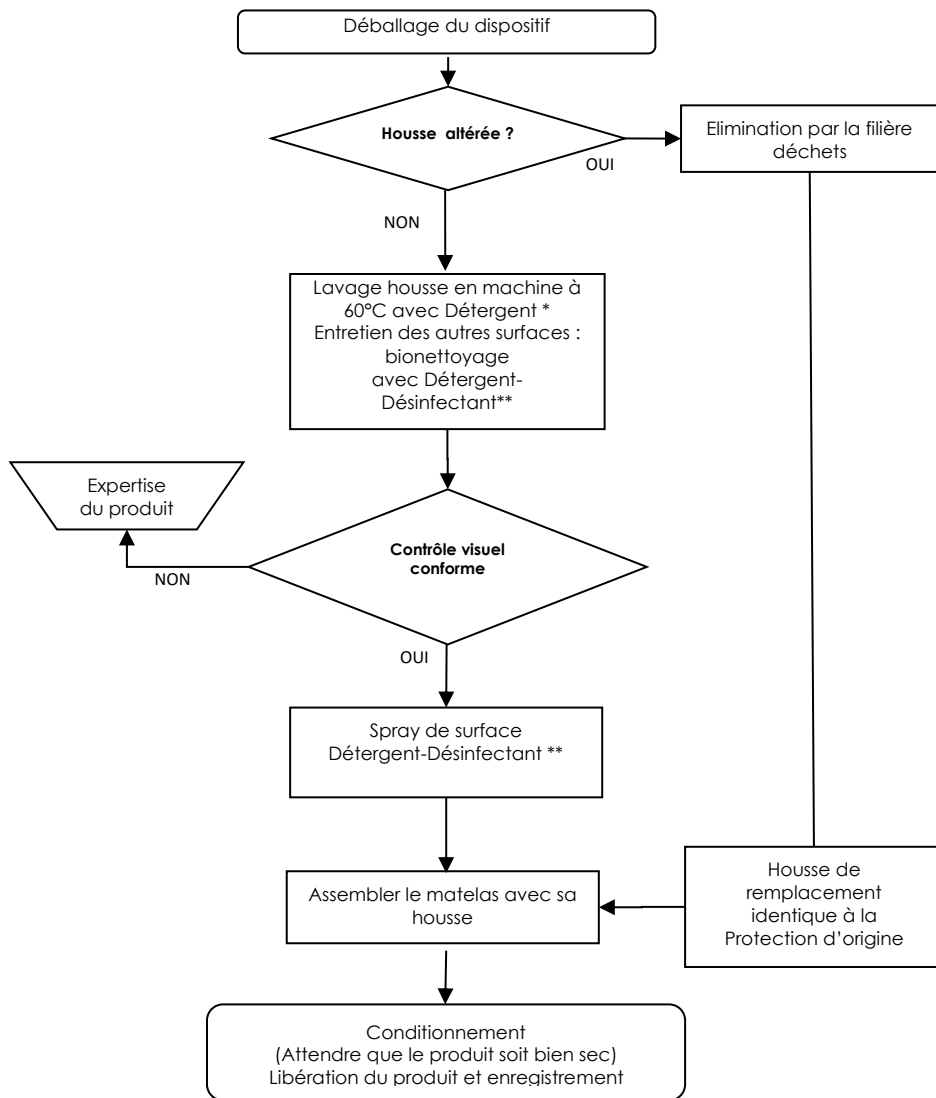 Déballage du dispositif
Housse altérée ?
OUI
Elimination par la filière
déchets
NON
Lavage housse en machine à
60°C avec Détergent *
Entretien des autres surfaces :
bionettoyage
avec Détergent-
Désinfectant**
Expertise
du produit
NON
Contrôle visuel
conforme
OUI
Spray de surface
Détergent-Désinfectant **
Assembler le matelas avec sa
housse
Housse de
remplacement
identique à la
Protection d’origine
Conditionnement
(Attendre que le produit soit bien sec)
Libération du produit et enregistrement